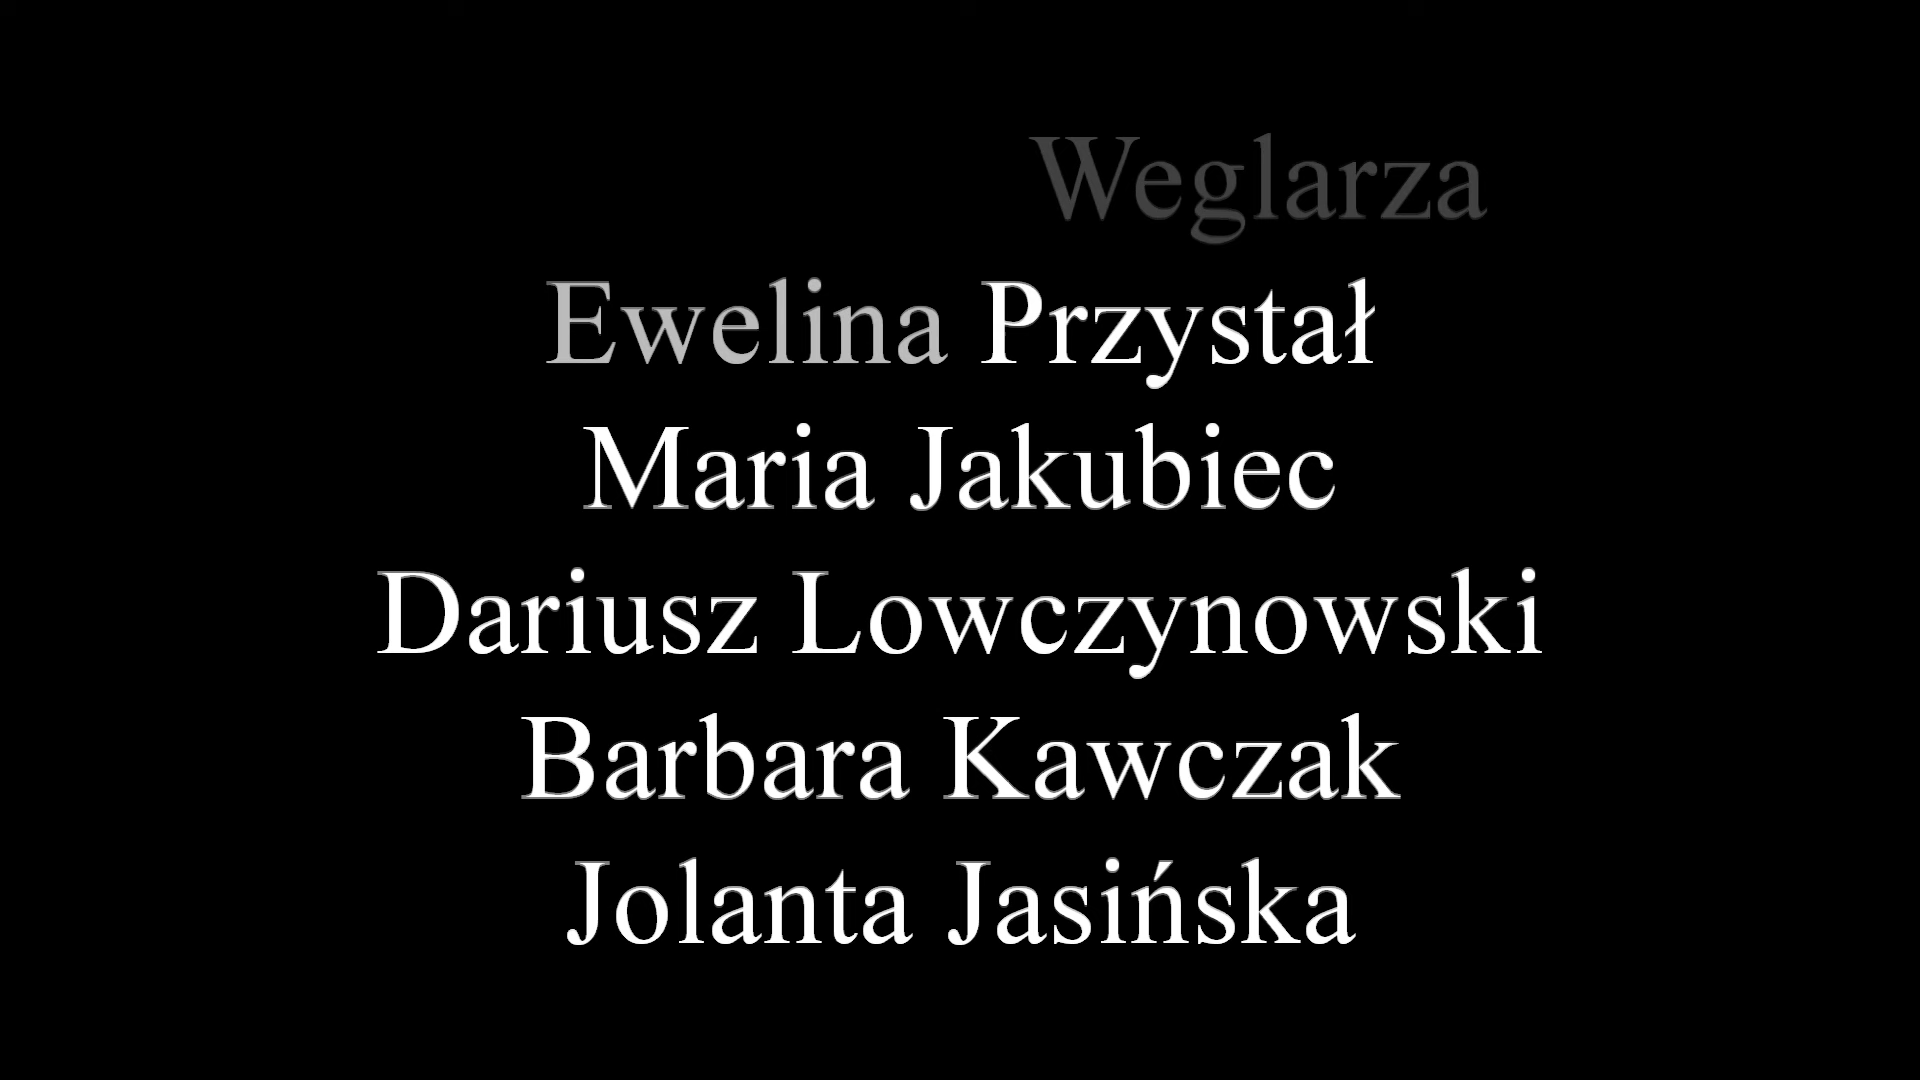 Weglarza
Ewelina Przystał
Maria Jakubiec
Dariusz Lowczynowski
Barbara Kawczak
Jolanta Jasińska